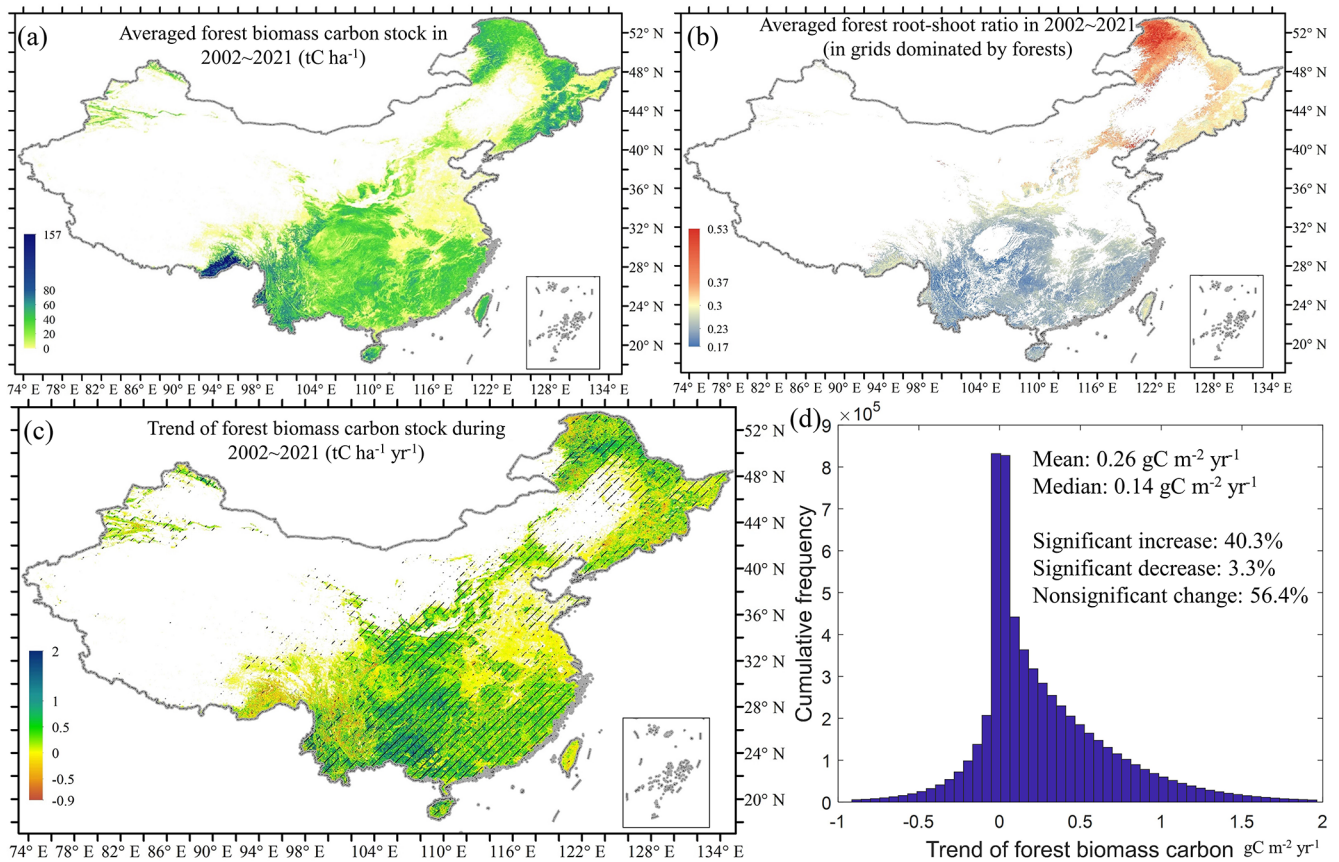 (a)
Averaged forest biomass carbon stock in
2002~2021 (tC ha-1)
52° N
48° N
44° N
40° N
36° N
32° N
28° N
24° N
20° N
157
80
60
40
20
0
74° E 78° E 82° E 86° E 90° E 94° E 98° E 104° E 110° E 116° E 122° E 128° E 134° E
(b)
Averaged forest root-shoot ratio in 2002~2021
(in grids dominated by forests)
52° N
48° N
44° N
40° N
36° N
32° N
28° N
24° N
20° N
0.53
0.37
0.3
0.23
0.17
74° E 78° E 82° E 86° E 90° E 94° E 98° E 104° E 110° E 116° E 122° E 128° E 134° E
(c)
Trend of forest biomass carbon stock during
2002~2021 (tC ha-1 yr-1)
52° N
48° N
44° N
40° N
36° N
32° N
28° N
24° N
20° N
2
1
0.5
0
-0.5
-0.9
74° E 78° E 82° E 86° E 90° E 94° E 98° E 104° E 110° E 116° E 122° E 128° E 134° E
(d)
×10^5
9
8
7
6
5
4
3
2
1
0
Cumulative frequency
Mean: 0.26 gC m-2 yr-1
Median: 0.14 gC m-2 yr-1
Significant increase: 40.3%
Significant decrease: 3.3%
Nonsignificant change: 56.4%
-1 -0.5 0 0.5 1 1.5 2
Trend of forest biomass carbon gC m-2 yr-1